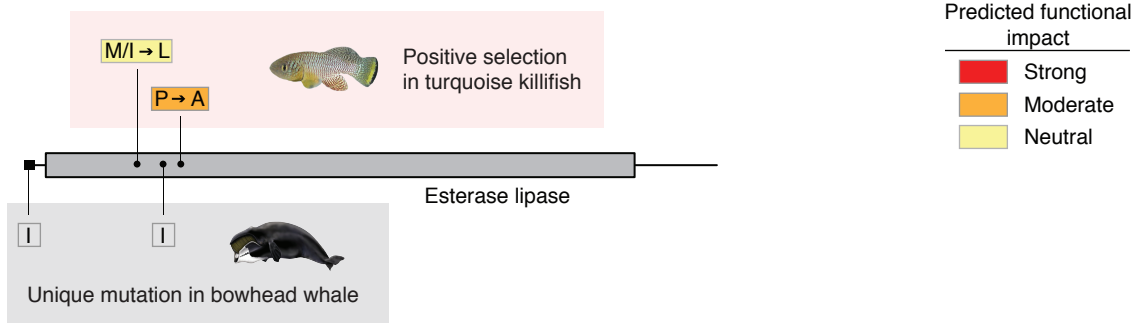 M/I → L
P → A
Positive selection
in turquoise killifish
Esterase lipase
I
I
Unique mutation in bowhead whale
Predicted functional
impact
Strong
Moderate
Neutral